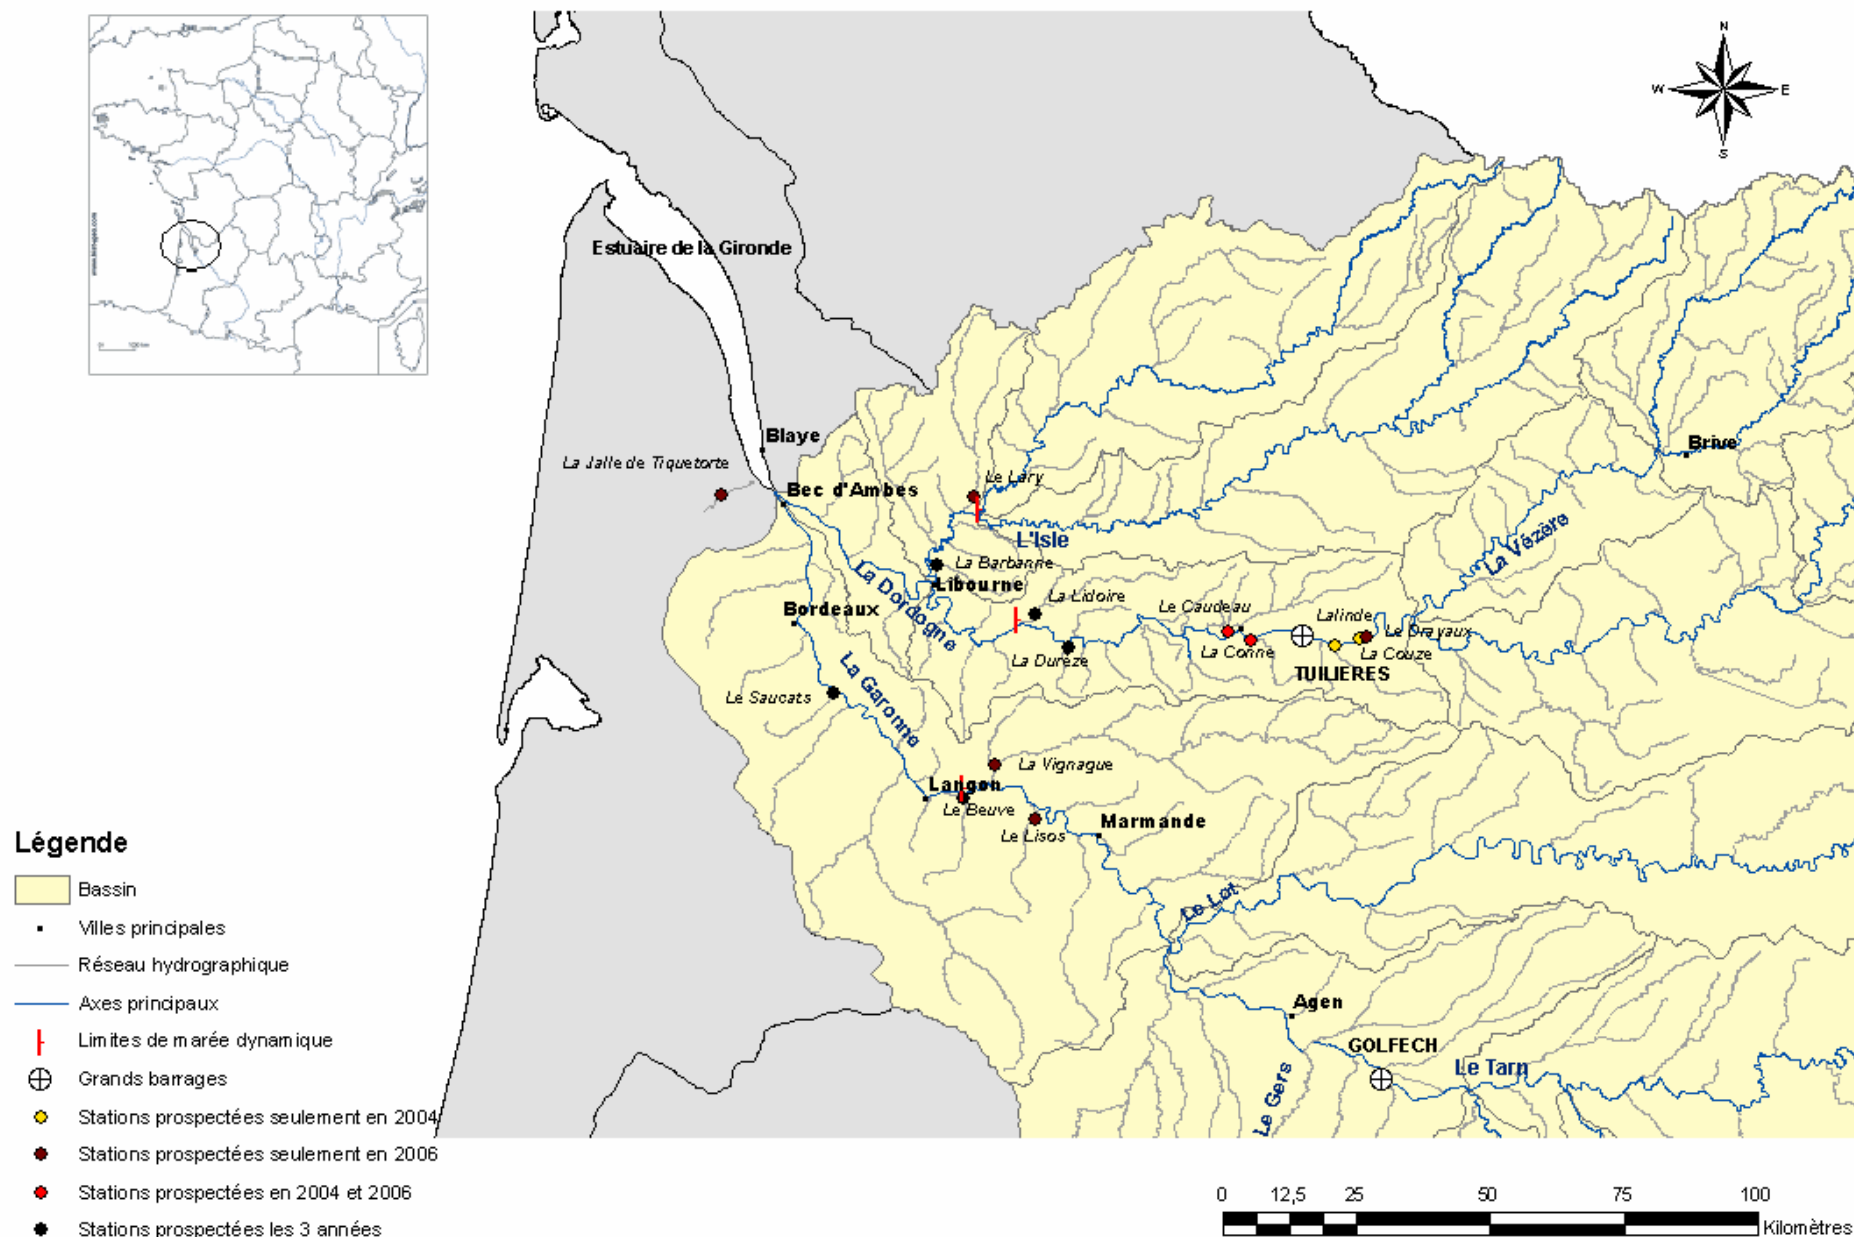 N
W
E
S
Estuaire de la Gironde
Blaye
La Jalle de Tiquetorte
Bec d'Ambes
Le Lary
Brive
L'Isle
La Vézère
La Barbanne
Libourne
La Dordogne
La Lidoire
Bordeaux
Le Caudeau
Lalinde
Le Drayaux
La Conne
La Couze
La Durèze
TUILIERES
La Garonne
Le Saucats
La Vignague
Langon
Le Beuve
Le Lisos
Marmande
Le Lot
Agen
GOLFECH
Le Tarn
Le Gers
Légende
Bassin
Villes principales
Réseau hydrographique
Axes principaux
Limites de marée dynamique
Grands barrages
Stations prospectées seulement en 2004
Stations prospectées seulement en 2006
Stations prospectées en 2004 et 2006
Stations prospectées les 3 années
0 12,5 25 50 75 100
Kilomètres